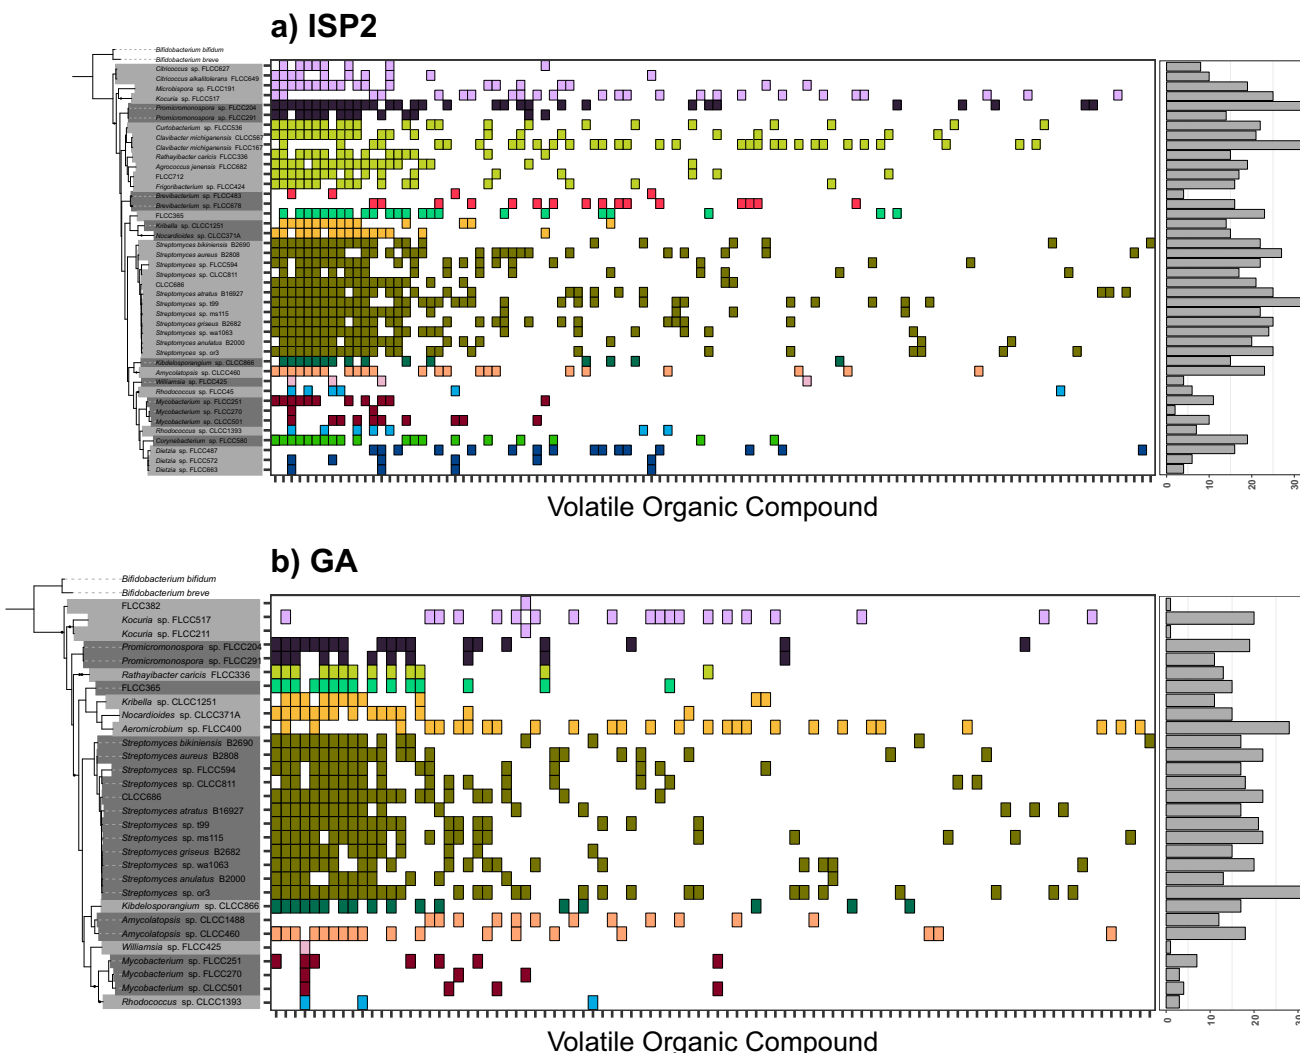 a) ISP2
Bifidobacterium bifidum
Bifidobacterium breve
Citricoccus sp. FLCC627
Citricoccus alkalitolerans FLCC649
Microbispora sp. FLCC191
Kocuria sp. FLCC517
Promicromonospora sp. FLCC204
Promicromonospora sp. FLCC291
Curtobacterium sp. FLCC536
Clavibacter michiganensis CLCC567
Clavibacter michiganensis FLCC167
Rathayibacter caricis FLCC336
Agrococcus jenensis FLCC682
FLCC712
Frigoribacterium sp. FLCC424
Brevibacterium sp. FLCC483
Brevibacterium sp. FLCC678
FLCC365
Kribella sp. CLCC1251
Nocardioides sp. CLCC371A
Streptomyces bikiniensis B2690
Streptomyces aureus B2808
Streptomyces sp. FLCC594
Streptomyces sp. CLCC811
CLCC686
Streptomyces atratus B16927
Streptomyces sp. t99
Streptomyces sp. ms115
Streptomyces griseus B2682
Streptomyces sp. wa1063
Streptomyces anulatus B2000
Streptomyces sp. or3
Kibdelosporangium sp. CLCC866
Amycolatopsis sp. CLCC460
Williamsia sp. FLCC425
Rhodococcus sp. FLCC45
Mycobacterium sp. FLCC251
Mycobacterium sp. FLCC270
Mycobacterium sp. CLCC501
Rhodococcus sp. CLCC1393
Corynebacterium sp. FLCC580
Dietzia sp. FLCC487
Dietzia sp. FLCC572
Dietzia sp. FLCC663
0 10 20 30
Volatile Organic Compound
b) GA
Bifidobacterium bifidum
Bifidobacterium breve
FLCC382
Kocuria sp. FLCC517
Kocuria sp. FLCC211
Promicromonospora sp. FLCC204
Promicromonospora sp. FLCC291
Rathayibacter caricis FLCC336
FLCC365
Kribella sp. CLCC1251
Nocardioides sp. CLCC371A
Aeromicrobium sp. FLCC400
Streptomyces bikiniensis B2690
Streptomyces aureus B2808
Streptomyces sp. FLCC594
Streptomyces sp. CLCC811
CLCC686
Streptomyces atratus B16927
Streptomyces sp. t99
Streptomyces sp. ms115
Streptomyces griseus B2682
Streptomyces sp. wa1063
Streptomyces anulatus B2000
Streptomyces sp. or3
Kibdelosporangium sp. CLCC866
Amycolatopsis sp. CLCC1488
Amycolatopsis sp. CLCC460
Williamsia sp. FLCC425
Mycobacterium sp. FLCC251
Mycobacterium sp. FLCC270
Mycobacterium sp. CLCC501
Rhodococcus sp. CLCC1393
0 10 20 30
Volatile Organic Compound